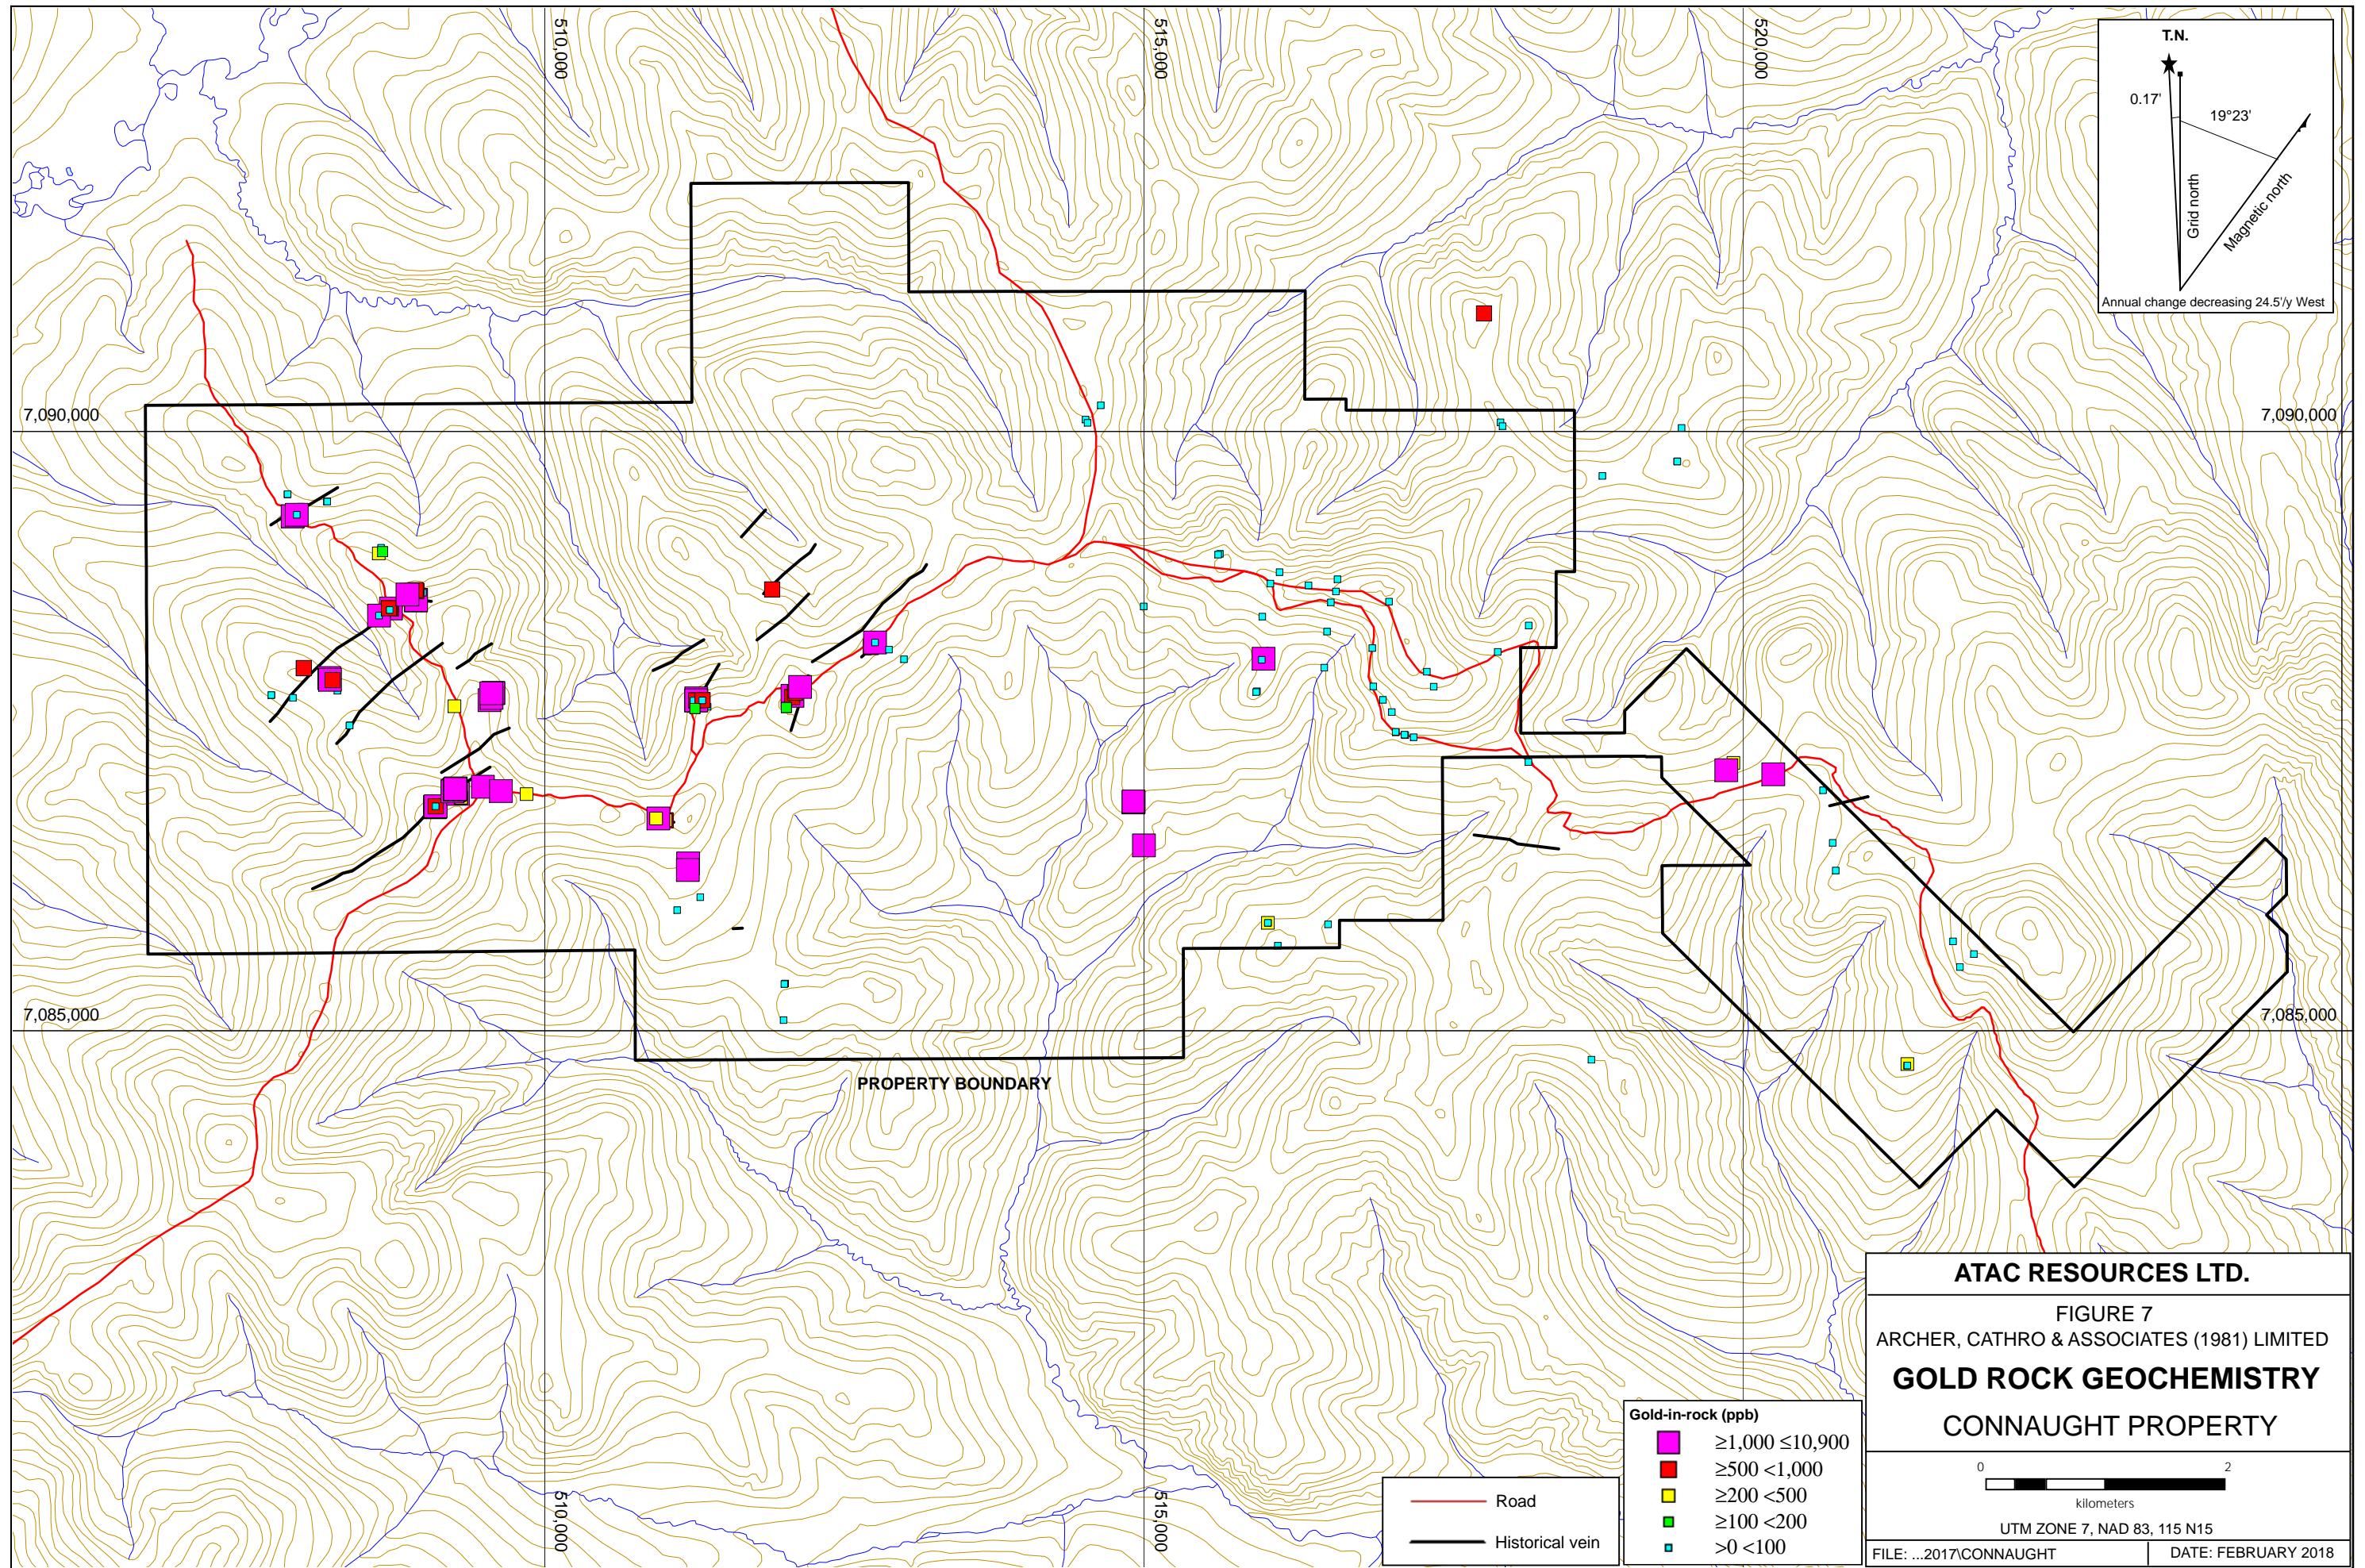 510,000
515,000
520,000
T.N.
0.17'
19°23'
Grid north
Magnetic north
Annual change decreasing 24.5'/y West
7,090,000
7,090,000
7,085,000
7,085,000
PROPERTY BOUNDARY
510,000
515,000
Road
Historical vein
Gold-in-rock (ppb)
≥1,000 ≤10,900
≥500 <1,000
≥200 <500
≥100 <200
>0 <100
ATAC RESOURCES LTD.
FIGURE 7
ARCHER, CATHRO & ASSOCIATES (1981) LIMITED
GOLD ROCK GEOCHEMISTRY
CONNAUGHT PROPERTY
0 2
kilometers
UTM ZONE 7, NAD 83, 115 N15
FILE: ...2017\CONNAUGHT
DATE: FEBRUARY 2018